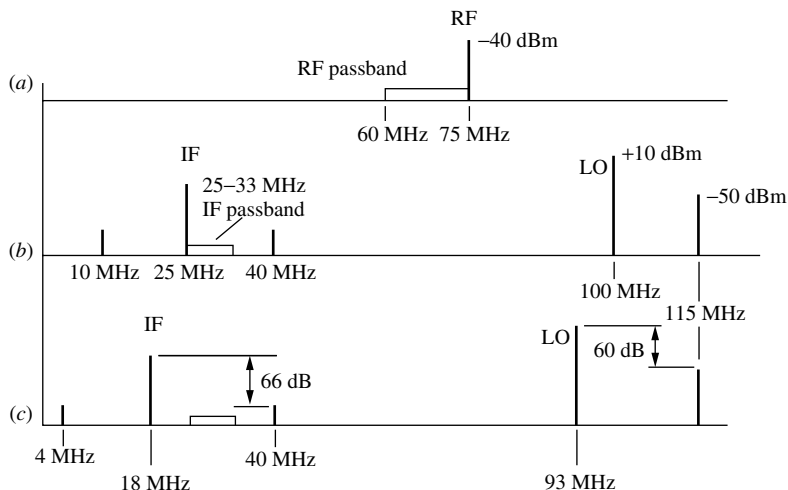 RF
−40 dBm
RF passband
(a)
60 MHz
75 MHz
IF
+10 dBm
LO
25–33 MHz
IF passband
−50 dBm
(b)
10 MHz
25 MHz
40 MHz
100 MHz
115 MHz
IF
LO
60 dB
66 dB
(c)
4 MHz
40 MHz
18 MHz
93 MHz